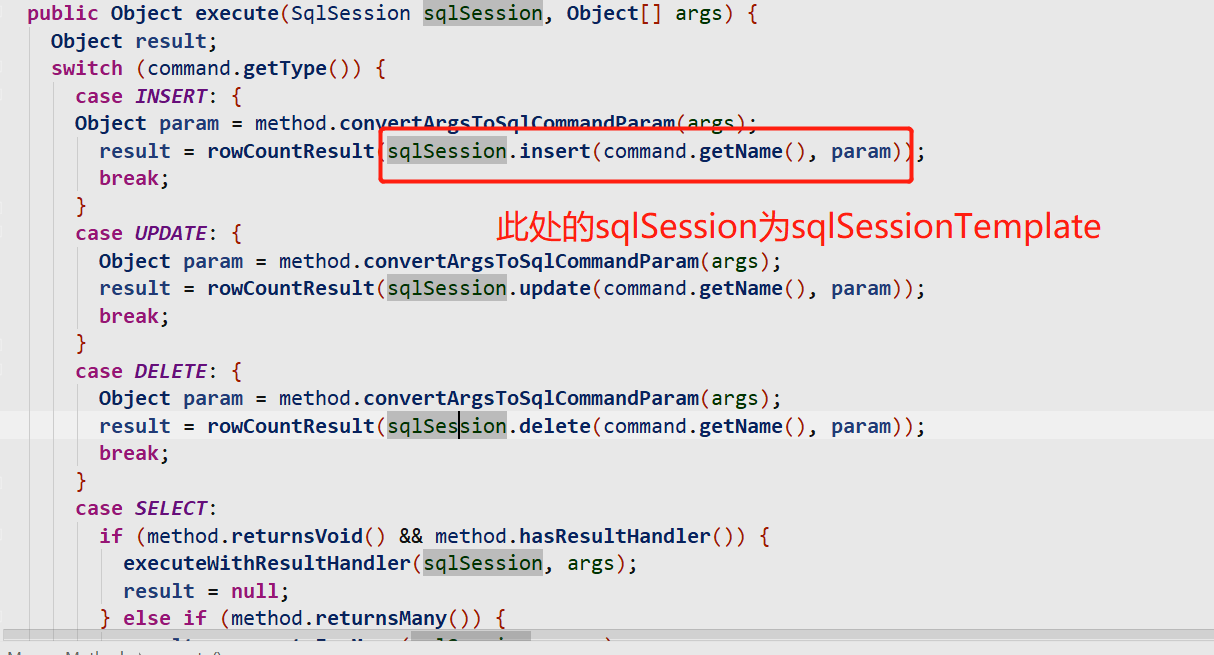 public Object execute(SqlSession sqlSession, Object[] args) {
Object result;
switch (command.getType()) {
case INSERT: {
Object param = method.convertArgsToSqlCommandParam(args);
result = rowCountResult(sqlSession.insert(command.getName(), param));
break;
}
此处的sqlSession为sqlSessionTemplate
case UPDATE: {
Object param = method.convertArgsToSqlCommandParam(args);
result = rowCountResult(sqlSession.update(command.getName(), param));
break;
}
case DELETE: {
Object param = method.convertArgsToSqlCommandParam(args);
result = rowCountResult(sqlSession.delete(command.getName(), param));
break;
}
case SELECT:
if (method.returnsVoid() && method.hasResultHandler()) {
executeWithResultHandler(sqlSession, args);
result = null;
} else if (method.returnsMany()) {